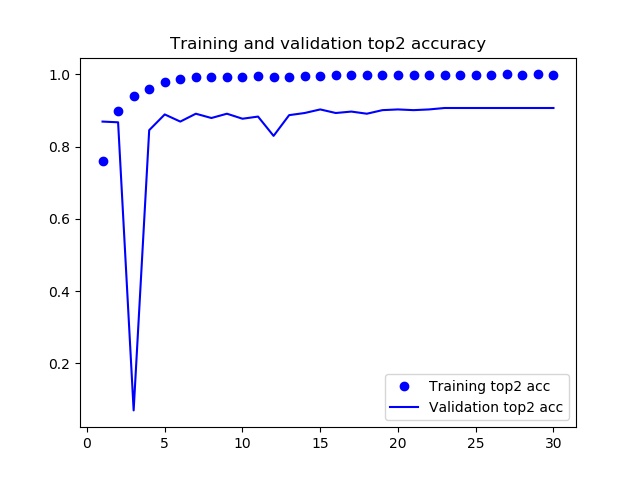 Training and validation top2 accuracy
1.0
0.8
0.6
0.4
0.2
Training top2 acc
Validation top2 acc
0 5 10 15 20 25 30